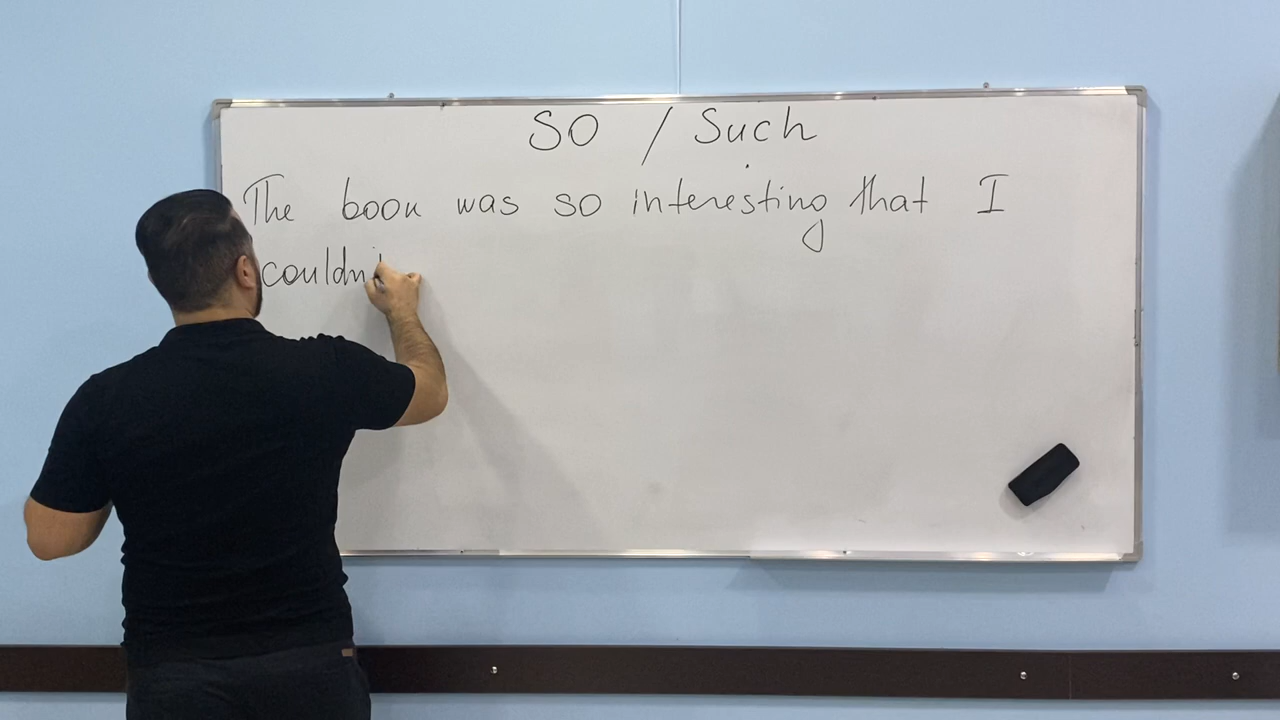 SO / Such
The book was so interesting that I
couldn'